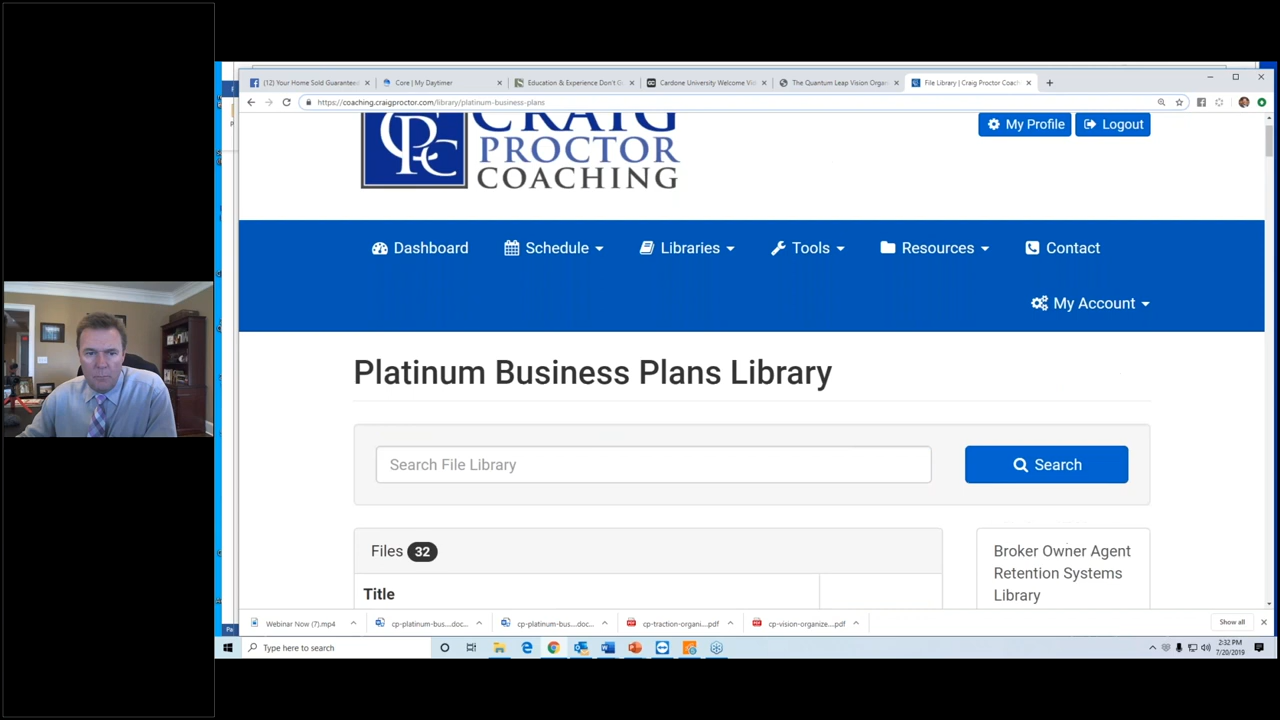 (12) Your Home Sold Guarantee
Core | My Daytimer
Education & Experience Don't G
Cardone University Welcome Vid
The Quantum Leap Vision Organ
File Library | Craig Proctor Coach
https://coaching.craigproctor.com/library/platinum-business-plans
CPC
CRAIG
PROCTOR
COACHING
My Profile
Logout
Dashboard
Schedule
Libraries
Tools
Resources
Contact
My Account
Platinum Business Plans Library
Search File Library
Search
Files 32
Title
Broker Owner Agent
Retention Systems
Library
Webinar Now (7).mp4
cp-platinum-bus....doc...
cp-platinum-bus....doc...
cp-traction-organi....pdf
cp-vision-organize....pdf
Show all
Type here to search
2:32 PM
7/20/2019